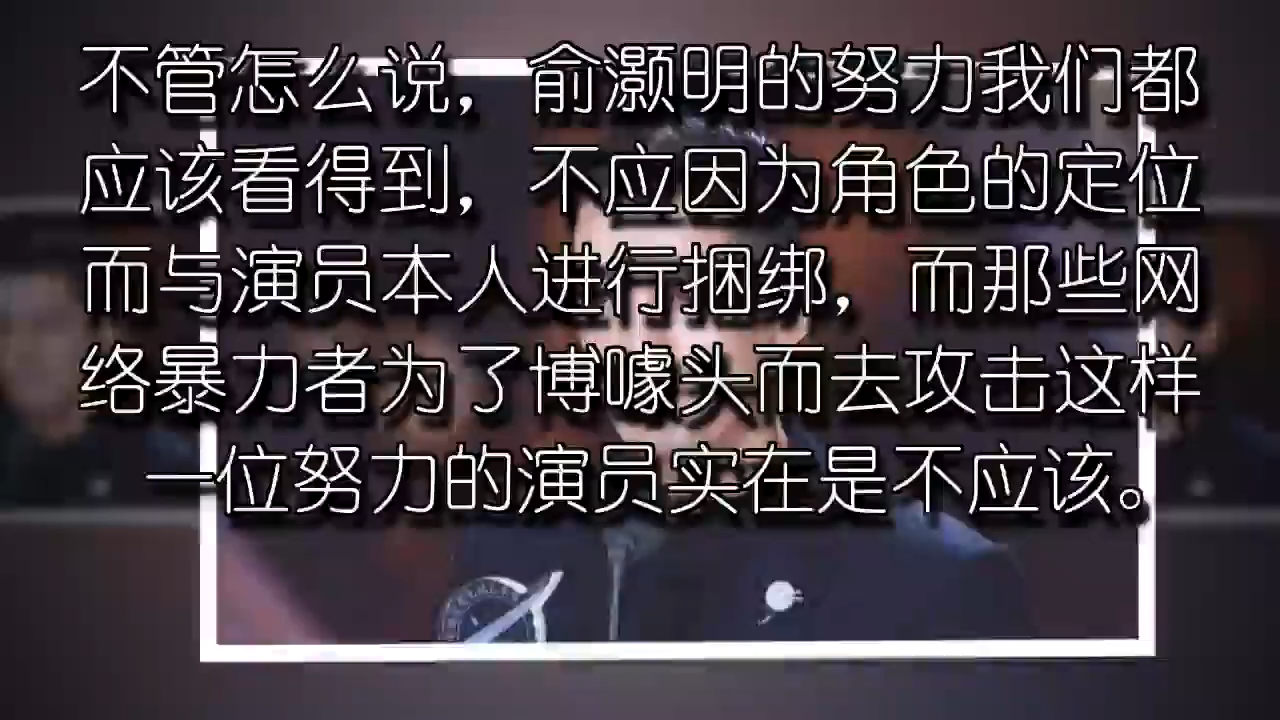 不管怎么说，俞灏明的努力我们都
应该看得到，不应因为角色的定位
而与演员本人进行捆绑，而那些网
络暴力者为了博噱头而去攻击这样
一位努力的演员实在是不应该。